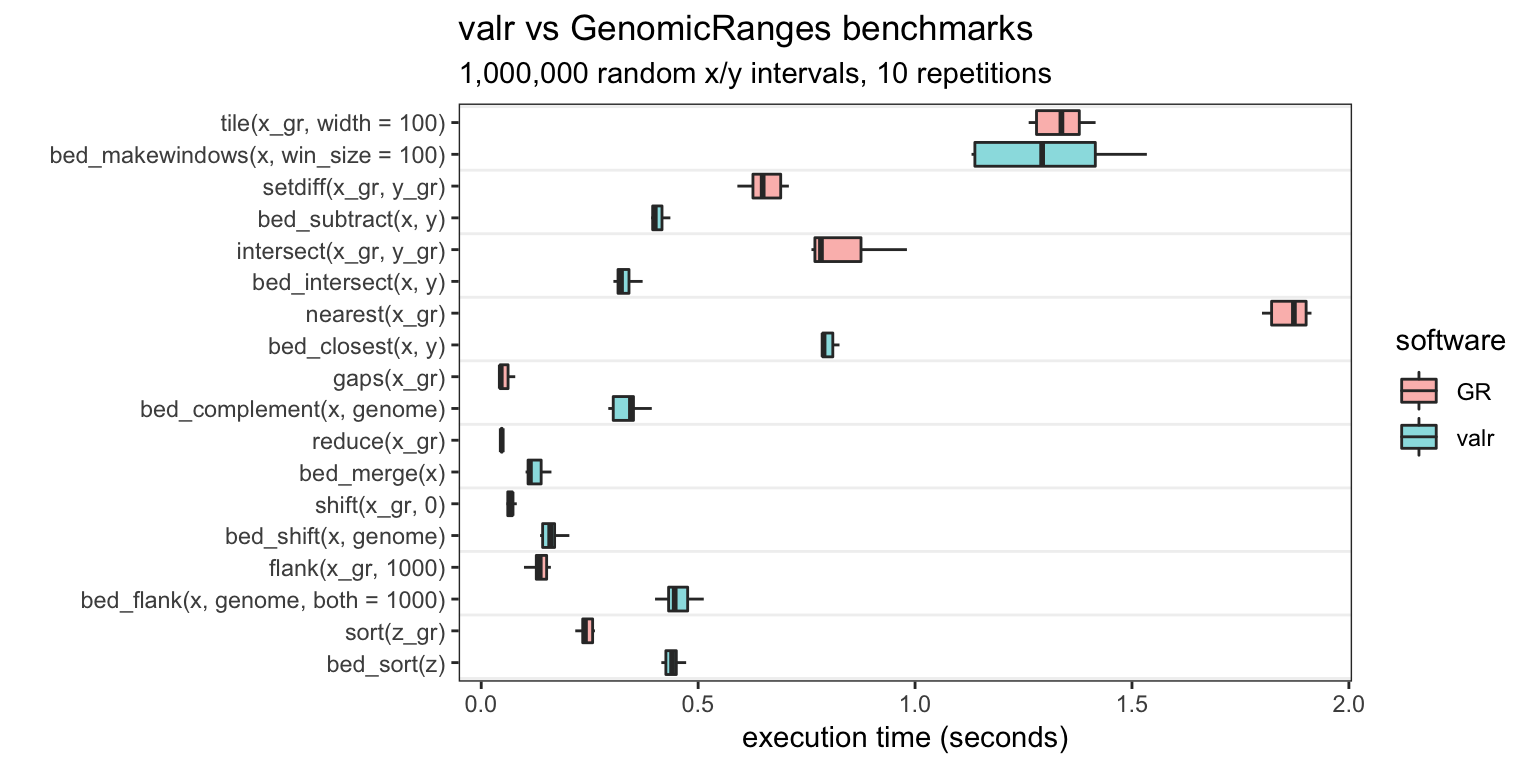 valr vs GenomicRanges benchmarks
1,000,000 random x/y intervals, 10 repetitions
tile(x_gr, width = 100)
bed_makewindows(x, win_size = 100)
setdiff(x_gr, y_gr)
bed_subtract(x, y)
intersect(x_gr, y_gr)
bed_intersect(x, y)
nearest(x_gr)
bed_closest(x, y)
gaps(x_gr)
bed_complement(x, genome)
reduce(x_gr)
bed_merge(x)
shift(x_gr, 0)
bed_shift(x, genome)
flank(x_gr, 1000)
bed_flank(x, genome, both = 1000)
sort(z_gr)
bed_sort(z)
0.0 0.5 1.0 1.5 2.0
execution time (seconds)
software
GR
valr